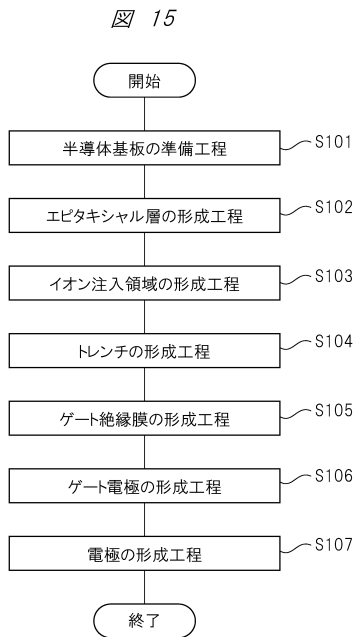 図 15
開始
半導体基板の準備工程 S101
エピタキシャル層の形成工程 S102
イオン注入領域の形成工程 S103
トレンチの形成工程 S104
ゲート絶縁膜の形成工程 S105
ゲート電極の形成工程 S106
電極の形成工程 S107
終了